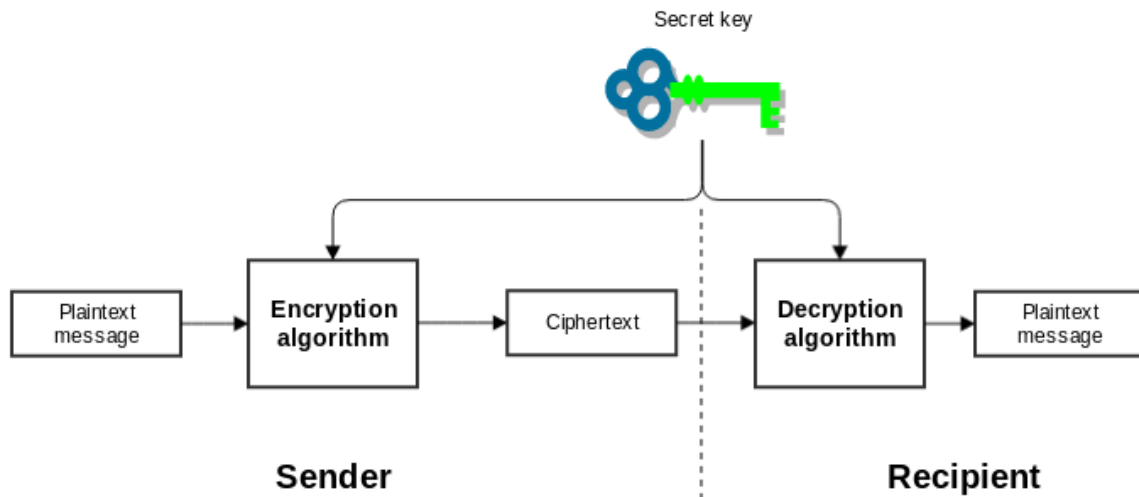 Secret key
Plaintext
message
Encryption
algorithm
Ciphertext
Decryption
algorithm
Plaintext
message
Sender
Recipient